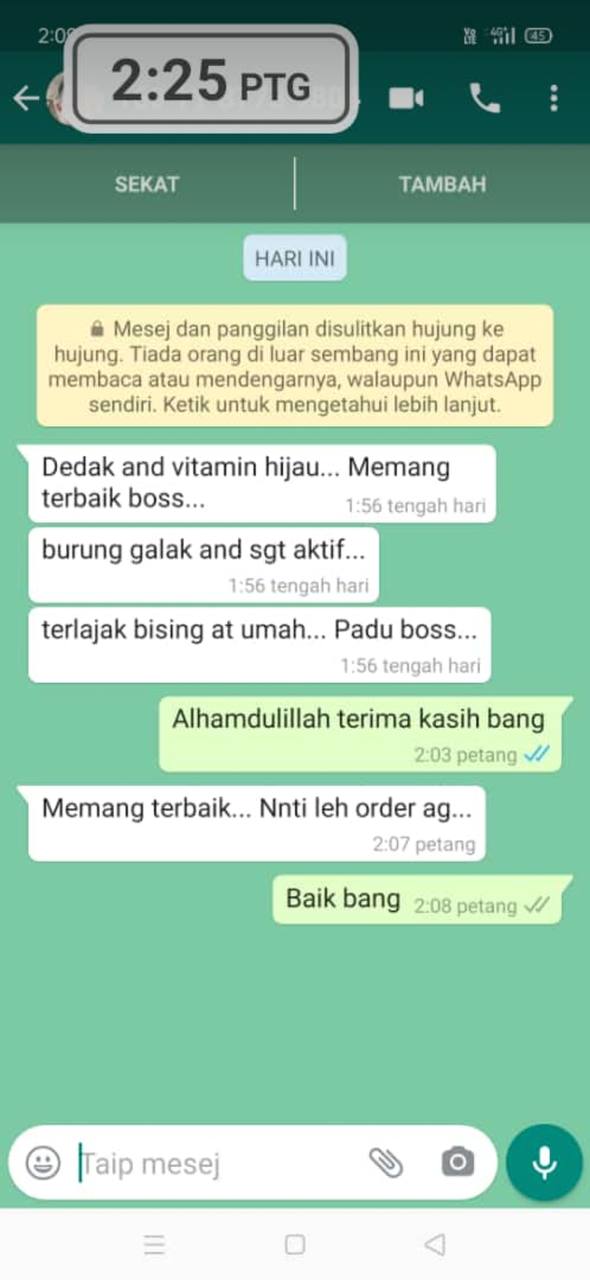 2:0
2:25 PTG
45
SEKAT
TAMBAH
HARI INI
Mesej dan panggilan disulitkan hujung ke
hujung. Tiada orang di luar sembang ini yang dapat
membaca atau mendengarnya, walaupun WhatsApp
sendiri. Ketik untuk mengetahui lebih lanjut.
Dedak and vitamin hijau... Memang
terbaik boss...
1:56 tengah hari
burung galak and sgt aktif...
1:56 tengah hari
terlajak bising at umah... Padu boss...
1:56 tengah hari
Alhamdulillah terima kasih bang
2:03 petang
Memang terbaik... Nnti leh order ag...
2:07 petang
Baik bang 2:08 petang
Taip mesej